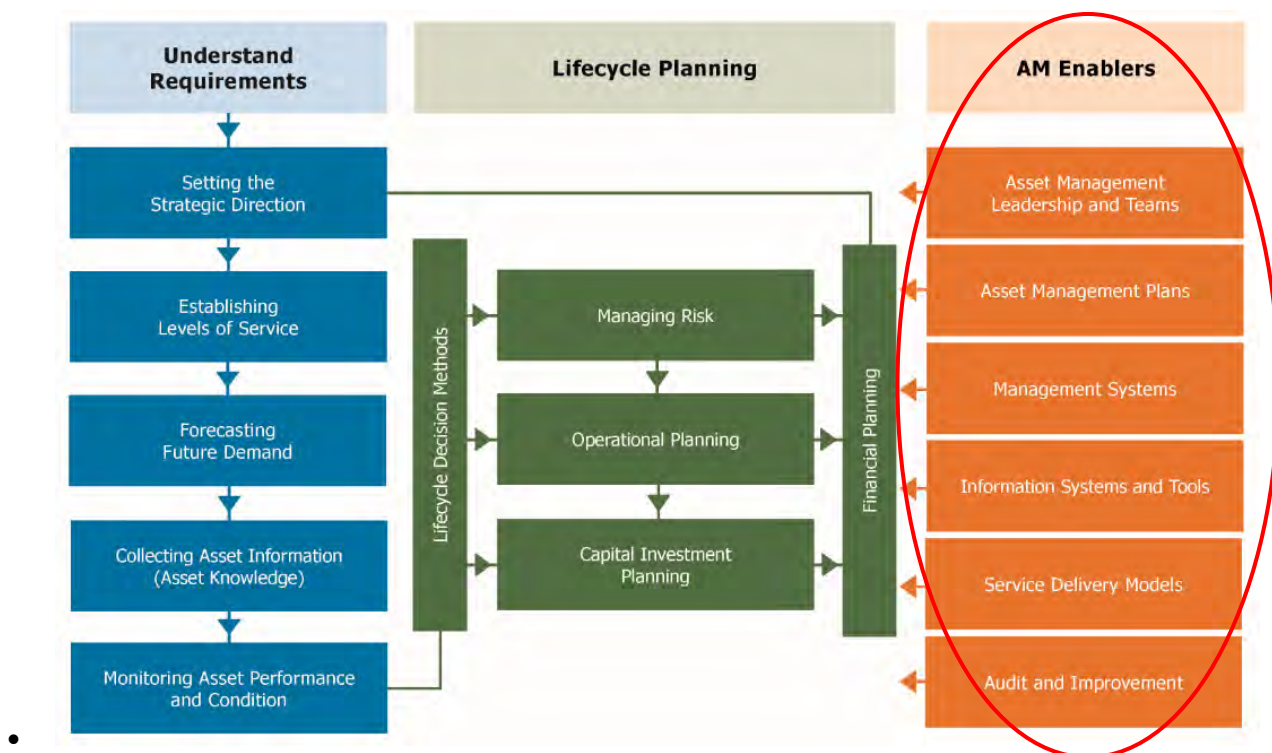 Understand
Requirements
Lifecycle Planning
AM Enablers
Setting the
Strategic Direction
Establishing
Levels of Service
Forecasting
Future Demand
Collecting Asset Information
(Asset Knowledge)
Monitoring Asset Performance
and Condition
Lifecycle Decision Methods
Managing Risk
Operational Planning
Capital Investment
Planning
Financial Planning
Asset Management
Leadership and Teams
Asset Management Plans
Management Systems
Information Systems and Tools
Service Delivery Models
Audit and Improvement